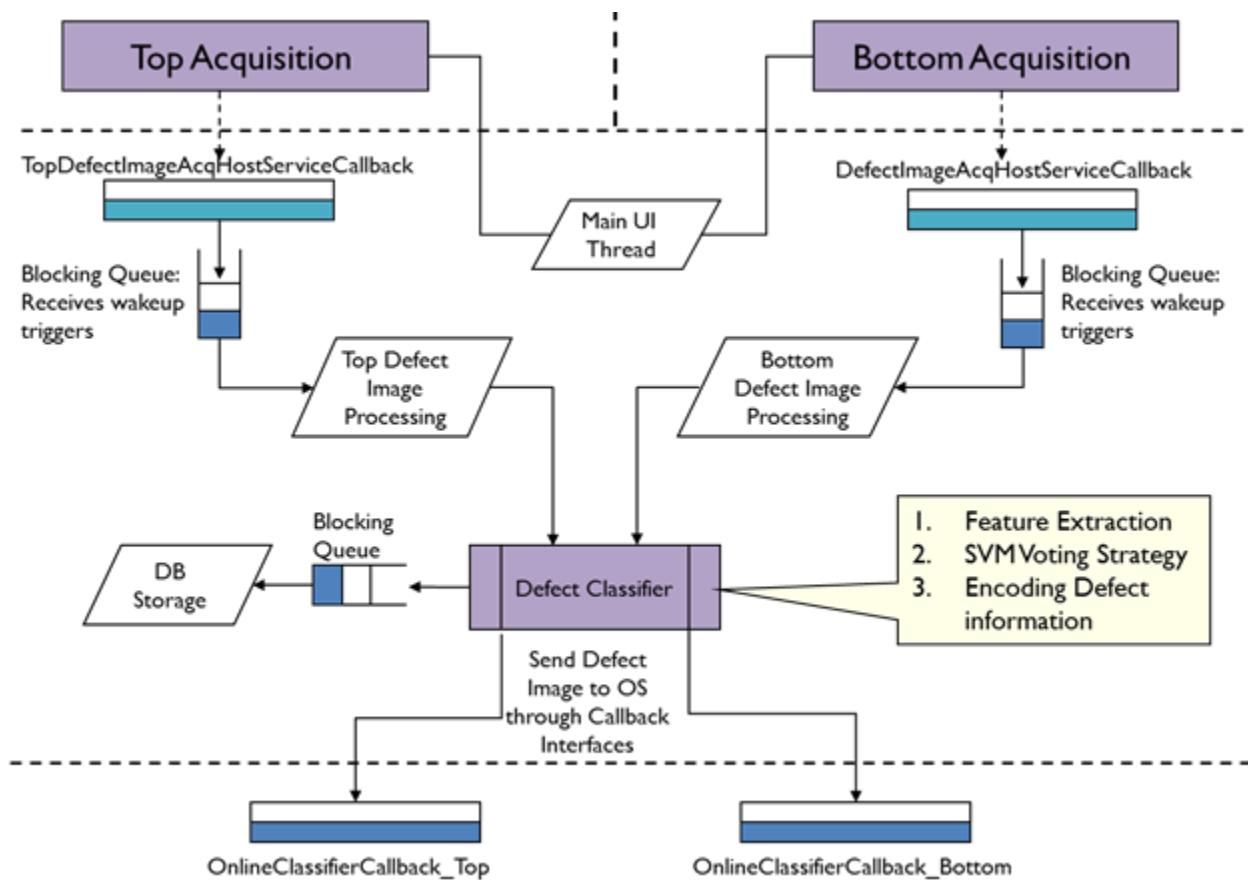 Top Acquisition
Bottom Acquisition
TopDefectImageAcqHostServiceCallback
DefectImageAcqHostServiceCallback
Main UI
Thread
Blocking Queue:
Receives wakeup
triggers
Blocking Queue:
Receives wakeup
triggers
Top Defect
Image
Processing
Bottom
Defect Image
Processing
Blocking
Queue
DB
Storage
Defect Classifier
1. Feature Extraction
2. SVM Voting Strategy
3. Encoding Defect
information
Send Defect
Image to OS
through Callback
Interfaces
OnlineClassifierCallback_Top
OnlineClassifierCallback_Bottom